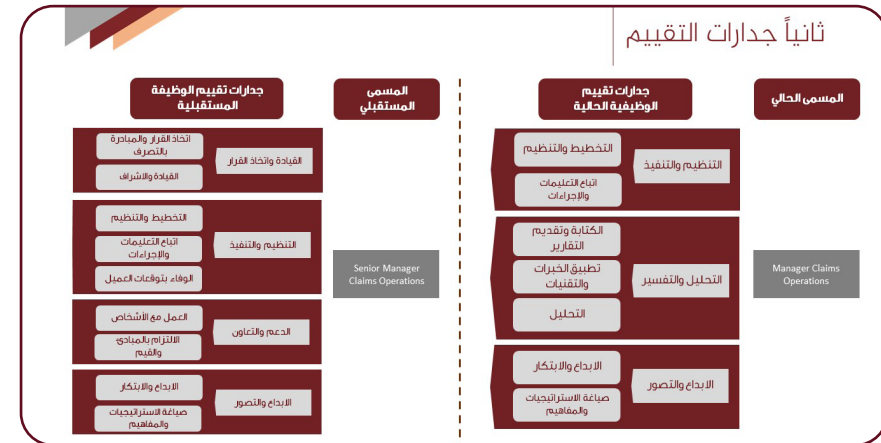 ثانياً جدارات التقييم
المسمى الحالي
جدارات تقييم
الوظيفية الحالية
Manager Claims
Operations
التنظيم والتنفيذ
التخطيط والتنظيم
اتباع التعليمات
والإجراءات
التحليل والتفسير
الكتابة وتقديم
التقارير
تطبيق الخبرات
والتقنيات
التحليل
الابداع والتصور
الابداع والابتكار
صياغة الاستراتيجيات
والمفاهيم
المسمى
المستقبلي
جدارات تقييم الوظيفة
المستقبلية
Senior Manager
Claims Operations
القيادة واتخاذ القرار
اتخاذ القرار والمبادرة
بالتصرف
القيادة والاشراف
التنظيم والتنفيذ
التخطيط والتنظيم
اتباع التعليمات
والإجراءات
الوفاء بتوقعات العميل
الدعم والتعاون
العمل مع الأشخاص
الالتزام بالمبادئ
والقيم
الابداع والتصور
الابداع والابتكار
صياغة الاستراتيجيات
والمفاهيم